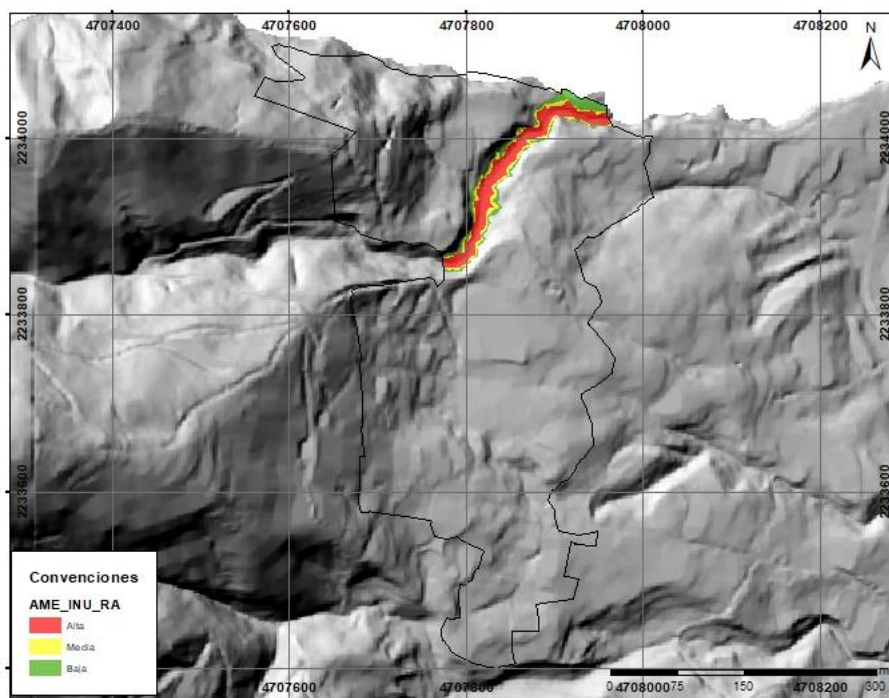 4707400 4707600 4707800 4708000 4708200
N
2234000 2234000
2233800 2233800
2233600 2233600
Convenciones
AME_INU_RA
Alta
Media
Baja
4707600 4707800 4708000 4708200
0 75 150 300
m